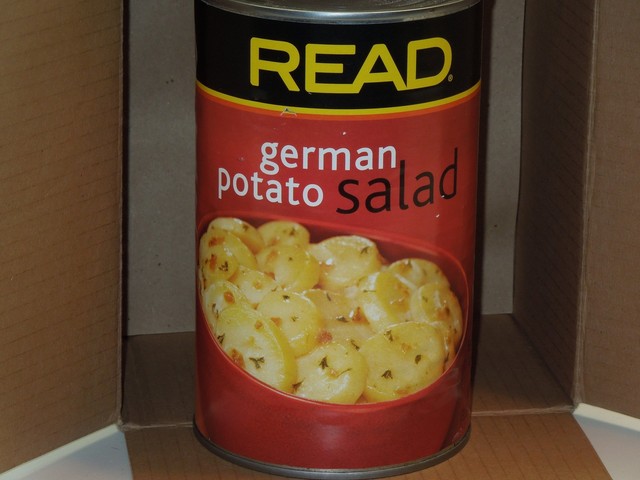 READ®
german
potato salad